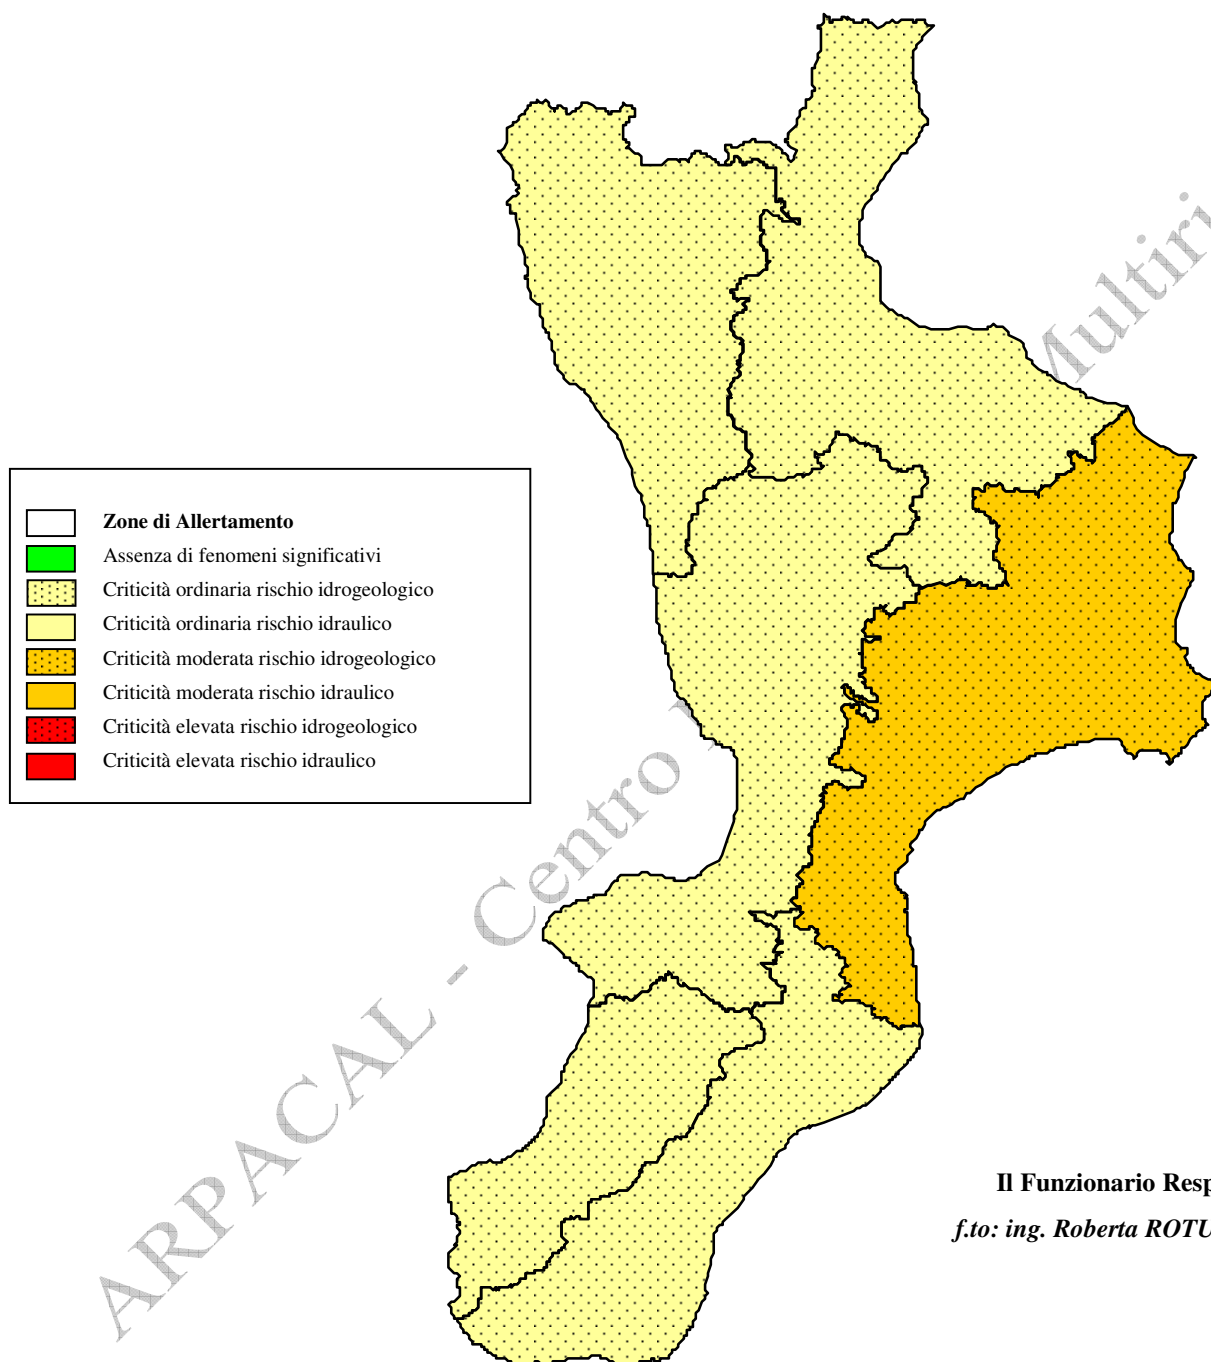 Zone di Allertamento
Assenza di fenomeni significativi
Criticità ordinaria rischio idrogeologico
Criticità ordinaria rischio idraulico
Criticità moderata rischio idrogeologico
Criticità moderata rischio idraulico
Criticità elevata rischio idrogeologico
Criticità elevata rischio idraulico
ARPACAL - Centro
Il Funzionario
f.to: ing. Roberta